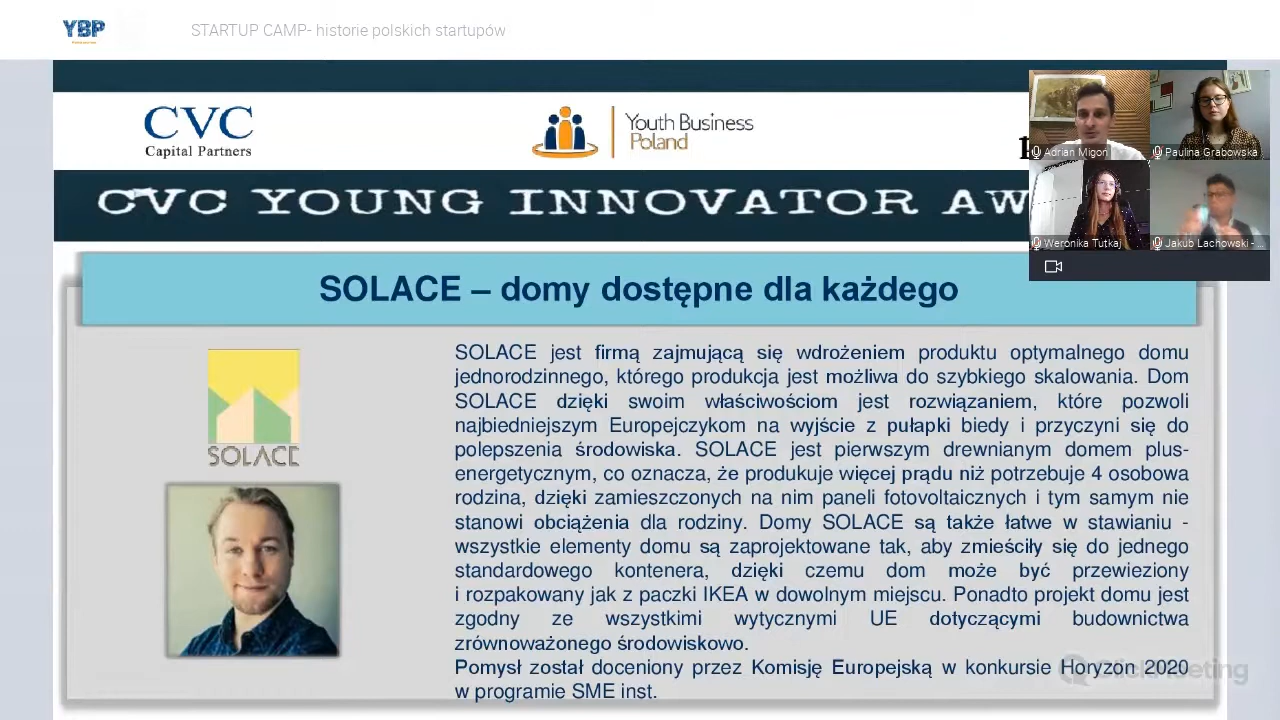 YBP
STARTUP CAMP- historie polskich startupów
CVC
Capital Partners
Youth Business
Poland
CVC YOUNG INNOVATOR AW
Adrian Migoń
Paulina Grabowska
Weronika Tutkaj
Jakub Lachowski - ...
SOLACE – domy dostępne dla każdego
SOLACE
SOLACE jest firmą zajmującą się wdrożeniem produktu optymalnego domu
jednorodzinnego, którego produkcja jest możliwa do szybkiego skalowania. Dom
SOLACE dzięki swoim właściwościom jest rozwiązaniem, które pozwoli
najbiedniejszym Europejczykom na wyjście z pułapki biedy i przyczyni się do
polepszenia środowiska. SOLACE jest pierwszym drewnianym domem plus-
energetycznym, co oznacza, że produkuje więcej prądu niż potrzebuje 4 osobowa
rodzina, dzięki zamieszczonych na nim paneli fotovoltaicznych i tym samym nie
stanowi obciążenia dla rodziny. Domy SOLACE są także łatwe w stawianiu -
wszystkie elementy domu są zaprojektowane tak, aby zmieściły się do jednego
standardowego kontenera, dzięki czemu dom może być przewieziony
i rozpakowany jak z paczki IKEA w dowolnym miejscu. Ponadto projekt domu jest
zgodny ze wszystkimi wytycznymi UE dotyczącymi budownictwa
zrównoważonego środowiskowo.
Pomysł został doceniony przez Komisję Europejską w konkursie Horyzon 2020
w programie SME inst.
ClickMeeting